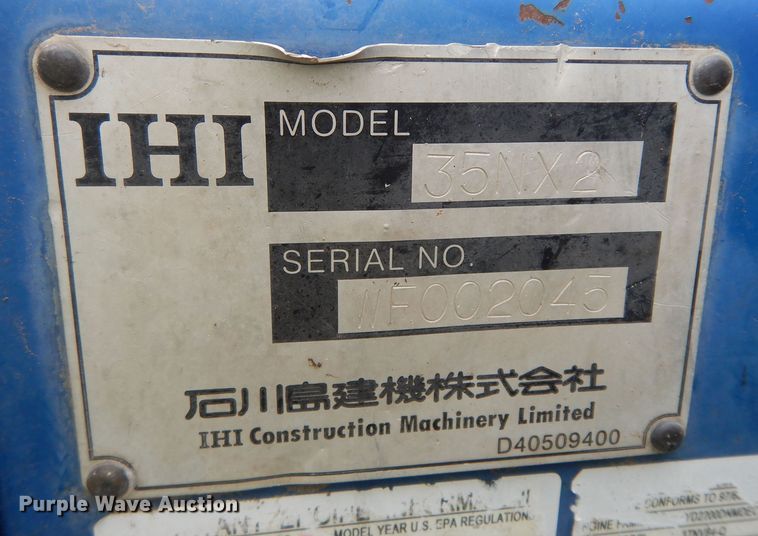 IHI
MODEL
35NX2
SERIAL NO.
WF002045
石川島建機株式会社
IHI Construction Machinery Limited
D40509400
Purple Wave Auction
MODEL YEAR U.S. EPA REGULATION
CONFORMS TO